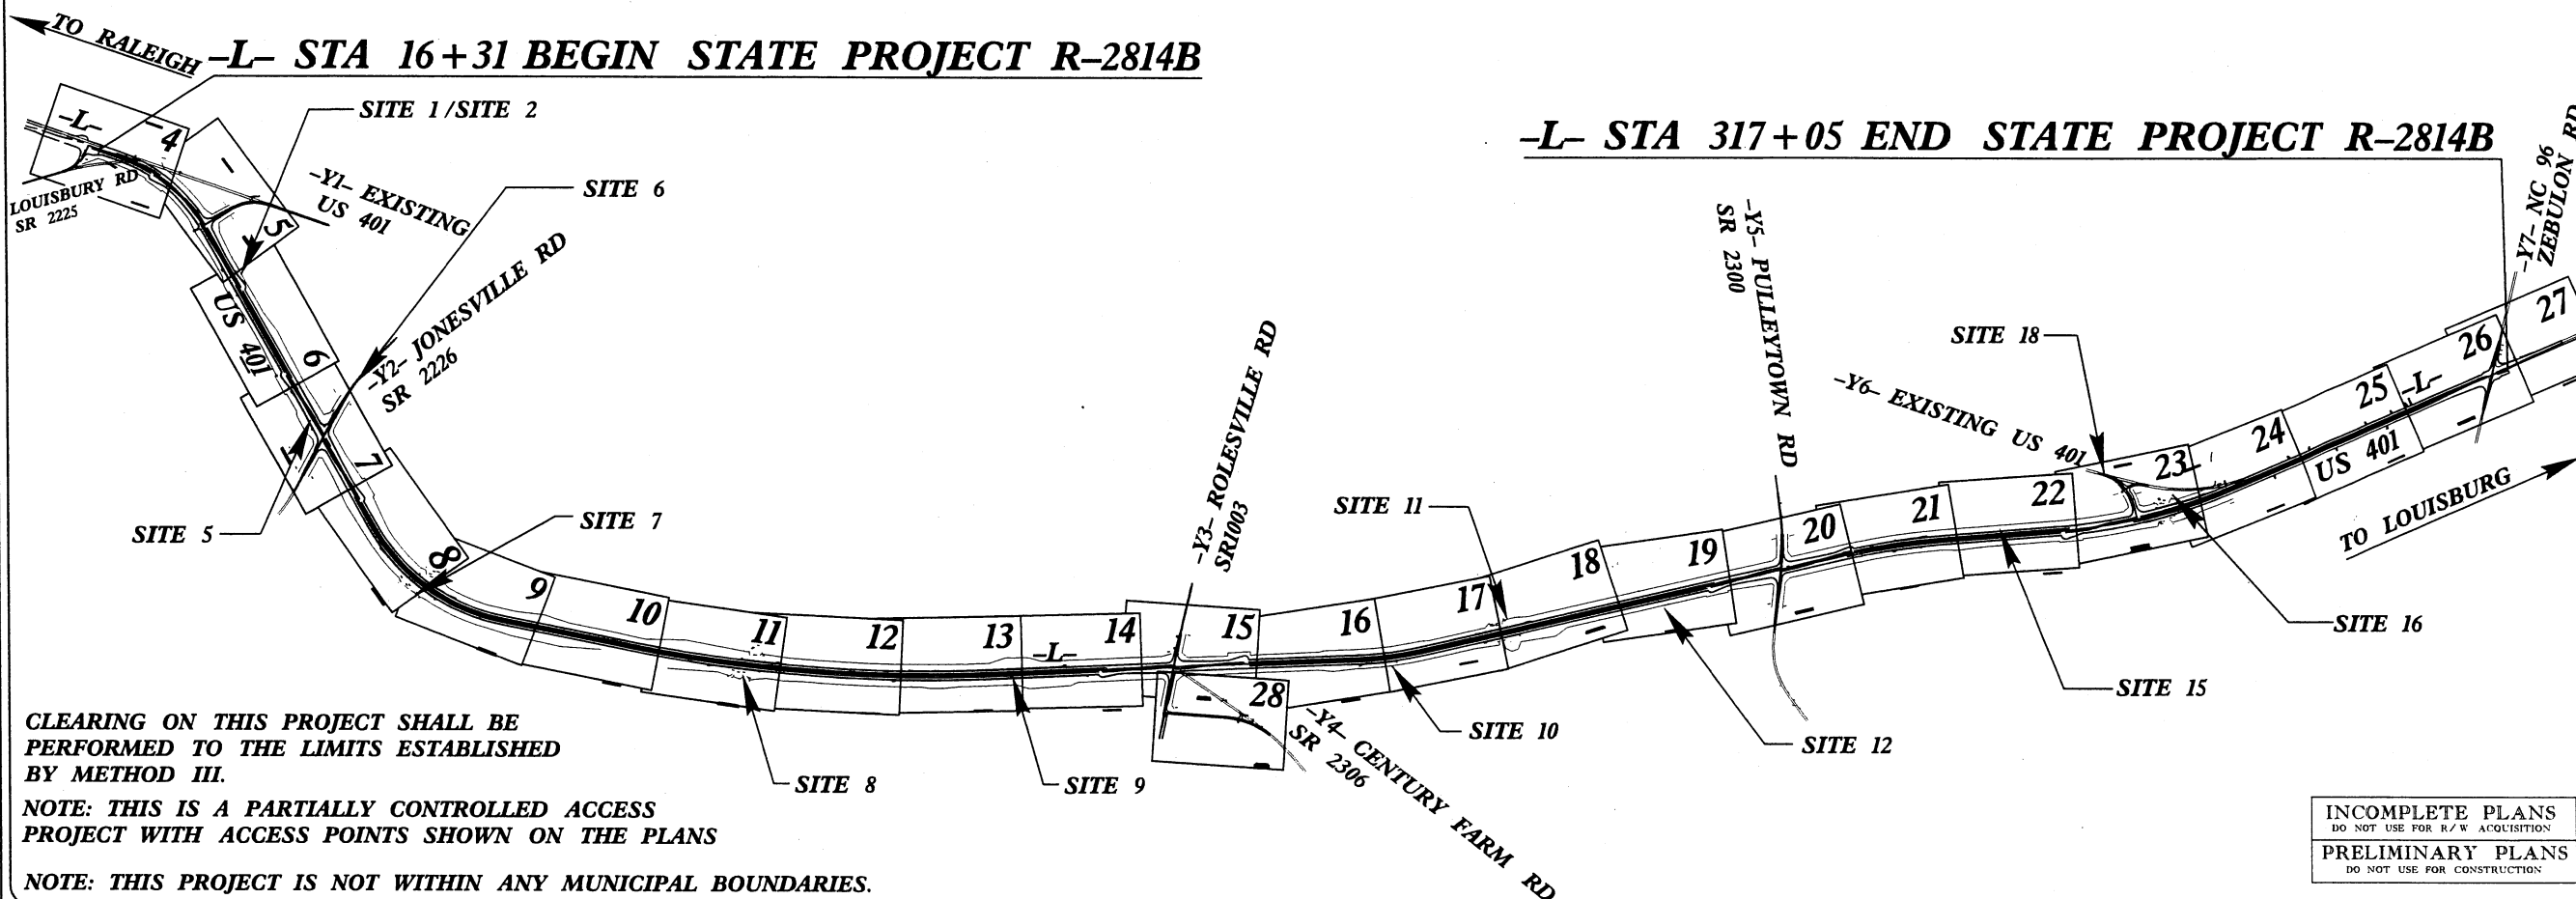 TO RALEIGH
-L- STA 16+31 BEGIN STATE PROJECT R-2814B
SITE 1/SITE 2
-L-
4
LOUISBURY RD
SR 2225
5
-Y1- EXISTING
US 401
SITE 6
-Y2- JONESVILLE RD
SR 2226
US 401
6
7
SITE 5
SITE 7
8
9
10
11
12
13
-L-
14
15
16
17
18
19
20
21
22
23
24
25
26
27
28
-L- STA 317+05 END STATE PROJECT R-2814B
-Y7- NC 96
ZEBULON RD
-Y5- PULLEYTOWN RD
SR 2300
-Y3- ROLESVILLE RD
SR1003
SITE 11
SITE 18
-Y6- EXISTING US 401
-L-
US 401
TO LOUISBURG
SITE 16
SITE 15
SITE 12
SITE 10
SITE 9
SITE 8
-Y4- CENTURY FARM RD
SR 2306
CLEARING ON THIS PROJECT SHALL BE
PERFORMED TO THE LIMITS ESTABLISHED
BY METHOD III.
NOTE: THIS IS A PARTIALLY CONTROLLED ACCESS
PROJECT WITH ACCESS POINTS SHOWN ON THE PLANS
NOTE: THIS PROJECT IS NOT WITHIN ANY MUNICIPAL BOUNDARIES.
INCOMPLETE PLANS
DO NOT USE FOR R/W ACQUISITION
PRELIMINARY PLANS
DO NOT USE FOR CONSTRUCTION